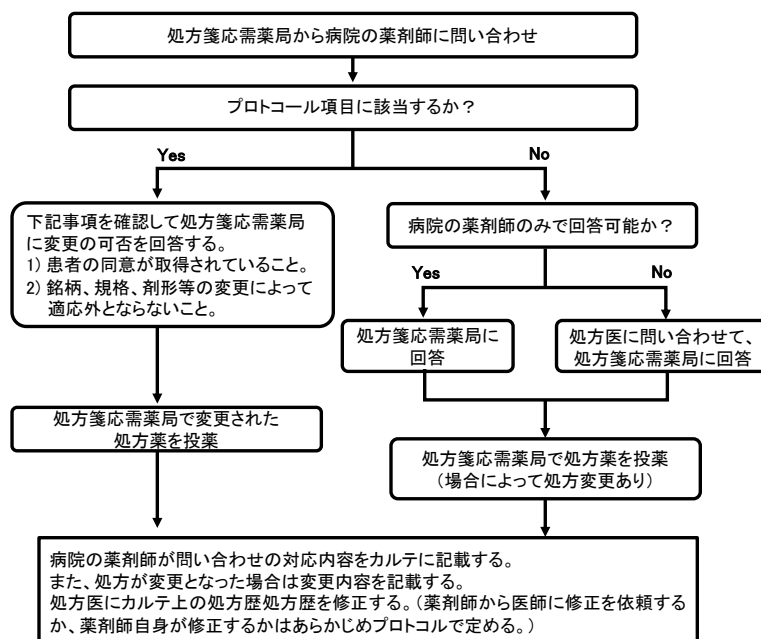 処方箋応需薬局から病院の薬剤師に問い合わせ
プロトコール項目に該当するか？
Yes
No
下記事項を確認して処方箋応需薬局
に変更の可否を回答する。
1) 患者の同意が取得されていること。
2) 銘柄、規格、剤形等の変更によって
適応外とならないこと。
病院の薬剤師のみで回答可能か？
Yes
No
処方箋応需薬局に
回答
処方医に問い合わせて、
処方箋応需薬局に回答
処方箋応需薬局で変更された
処方薬を投薬
処方箋応需薬局で処方薬を投薬
（場合によって処方変更あり）
病院の薬剤師が問い合わせの対応内容をカルテに記載する。
また、処方が変更となった場合は変更内容を記載する。
処方医にカルテ上の処方歴処方歴を修正する。（薬剤師から医師に修正を依頼する
か、薬剤師自身が修正するかはあらかじめプロトコルで定める。）